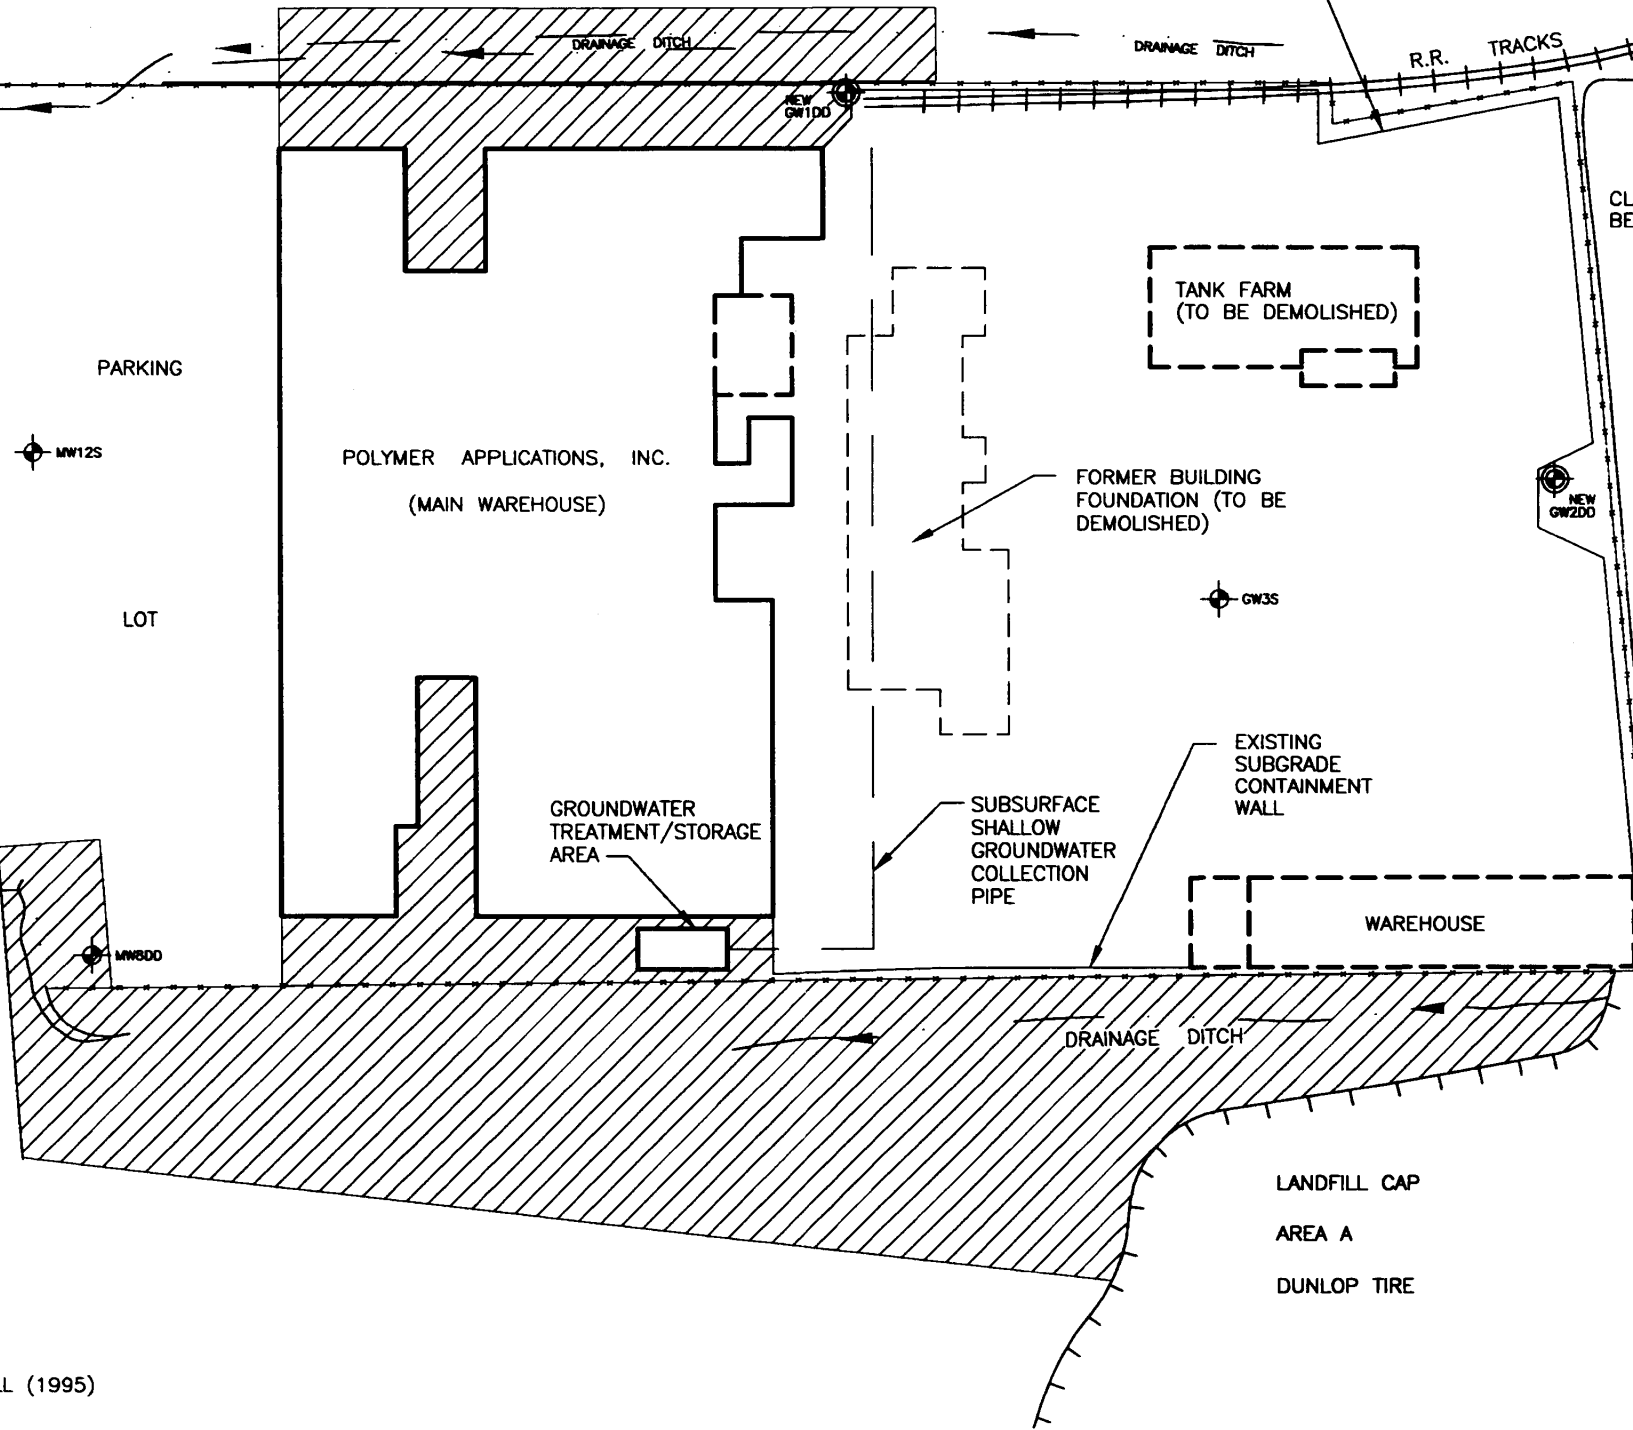 DRAINAGE DITCH
DRAINAGE DITCH
R.R. TRACKS
NEW
GW1DD
CL
BE
TANK FARM
(TO BE DEMOLISHED)
PARKING
MW12S
POLYMER APPLICATIONS, INC.
(MAIN WAREHOUSE)
FORMER BUILDING
FOUNDATION (TO BE
DEMOLISHED)
NEW
GW2DD
GW3S
LOT
EXISTING
SUBGRADE
CONTAINMENT
WALL
GROUNDWATER
TREATMENT/STORAGE
AREA
SUBSURFACE
SHALLOW
GROUNDWATER
COLLECTION
PIPE
WAREHOUSE
MW8DD
DRAINAGE DITCH
LANDFILL CAP
AREA A
DUNLOP TIRE
LL (1995)